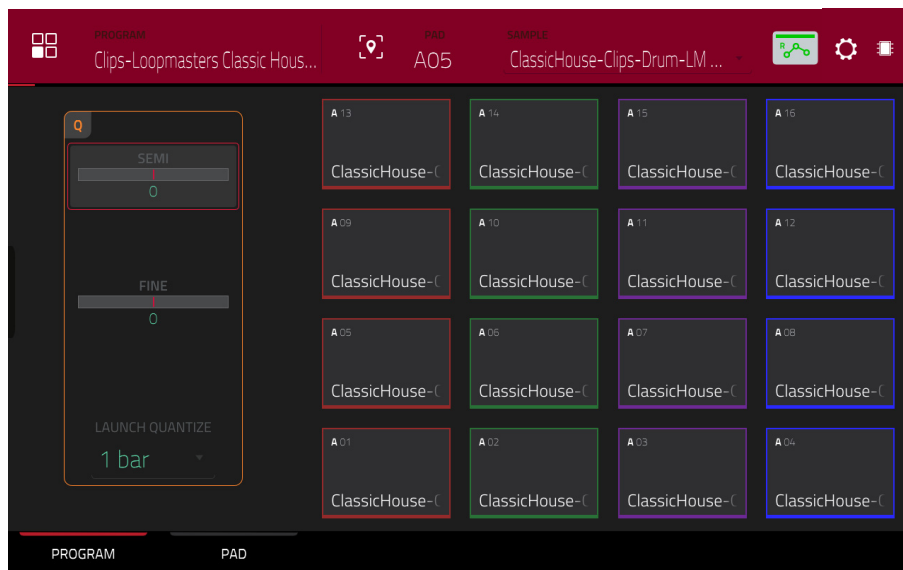 PROGRAM PAD SAMPLE
Clips-Loopmasters Classic Hous... A05 ClassicHouse-Clips-Drum-LM ...
R
Q
SEMI
0
FINE
0
LAUNCH QUANTIZE
1 bar
A 13 A 14 A 15 A 16
ClassicHouse-( ClassicHouse-( ClassicHouse-( ClassicHouse-(
A 09 A 10 A 11 A 12
ClassicHouse-( ClassicHouse-( ClassicHouse-( ClassicHouse-(
A 05 A 06 A 07 A 08
ClassicHouse-( ClassicHouse-( ClassicHouse-( ClassicHouse-(
A 01 A 02 A 03 A 04
ClassicHouse-( ClassicHouse-( ClassicHouse-( ClassicHouse-(
PROGRAM PAD